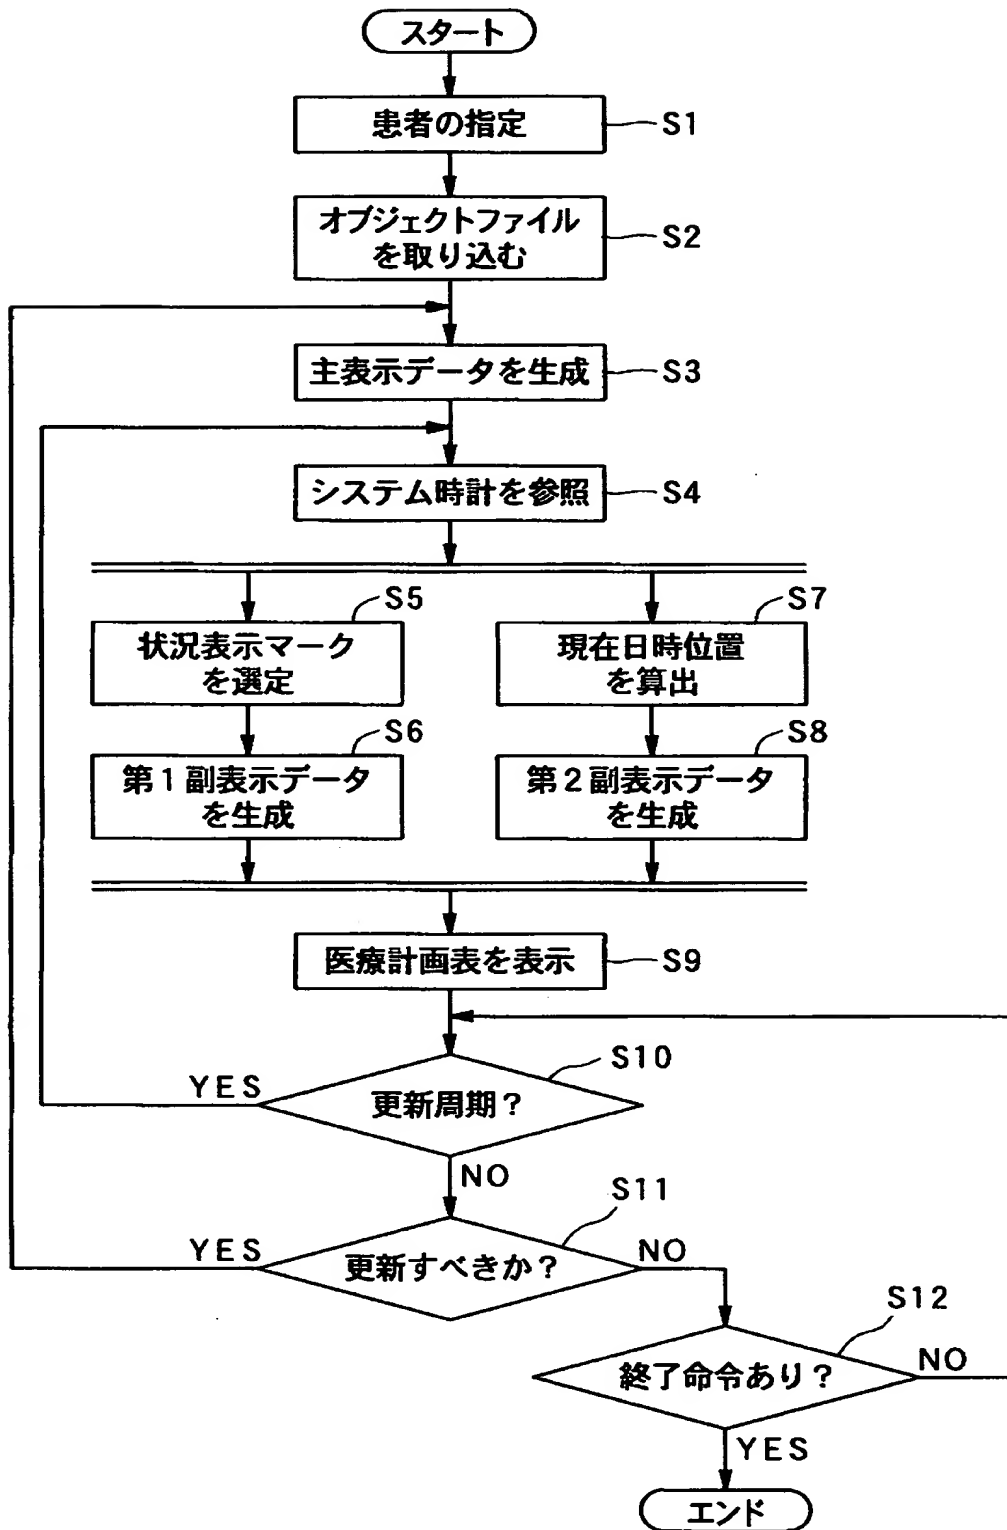 スタート
患者の指定
S1
オブジェクトファイル
を取り込む
S2
主表示データを生成
S3
システム時計を参照
S4
S5
状況表示マーク
を選定
S7
現在日時位置
を算出
S6
第1副表示データ
を生成
S8
第2副表示データ
を生成
医療計画表を表示
S9
S10
更新周期?
YES
NO
S11
更新すべきか?
YES
NO
S12
終了命令あり?
NO
YES
エンド